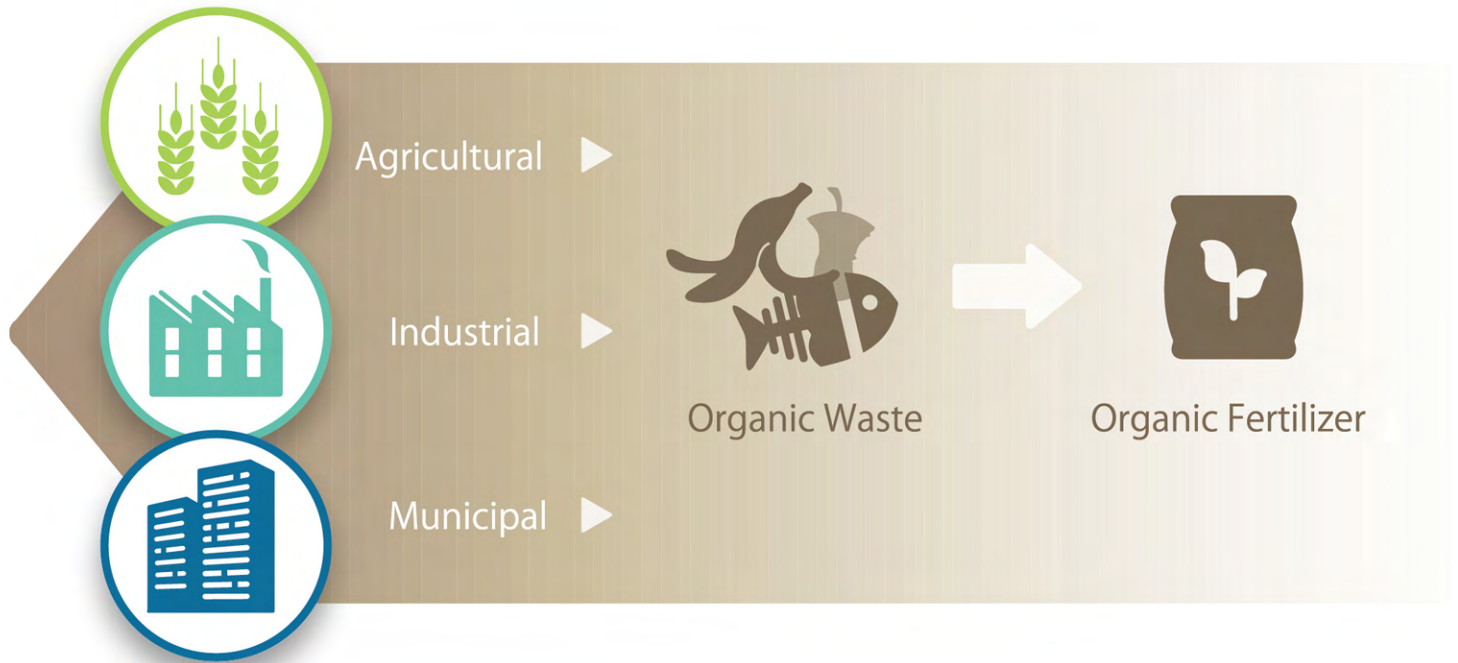 Agricultural
Industrial
Municipal
Organic Waste
Organic Fertilizer